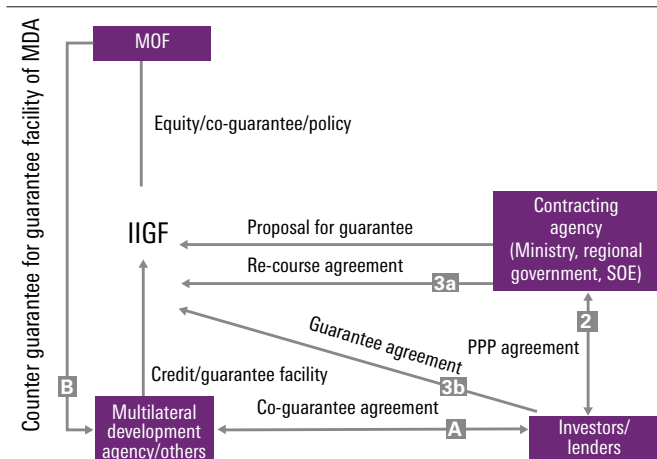 Counter guarantee for guarantee facility of MDA
MOF
Equity/co-guarantee/policy
IIGF
Proposal for guarantee
Contracting
agency
(Ministry, regional
government, SOE)
Re-course agreement
3a
2
Guarantee agreement
PPP agreement
3b
Credit/guarantee facility
B
Multilateral
development
agency/others
Co-guarantee agreement
A
Investors/
lenders